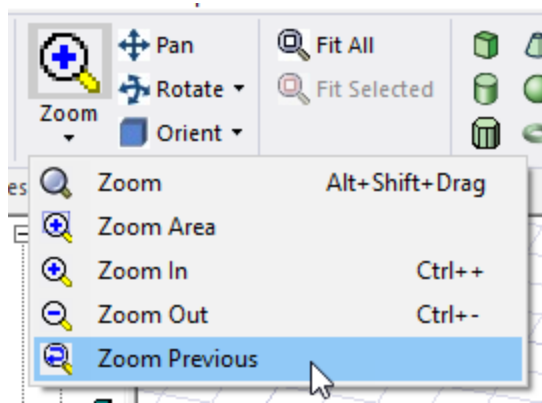 Pan
Fit All
Rotate
Fit Selected
Zoom
Orient
es
Zoom Alt+Shift+Drag
Zoom Area
Zoom In Ctrl++
Zoom Out Ctrl+-
Zoom Previous